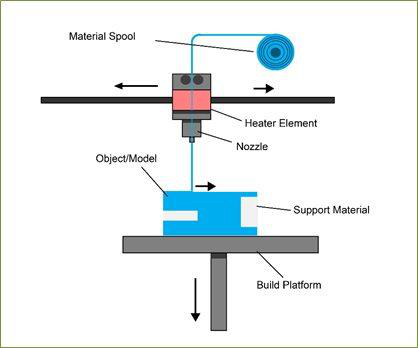 Material Spool
Heater Element
Nozzle
Object/Model
Support Material
Build Platform